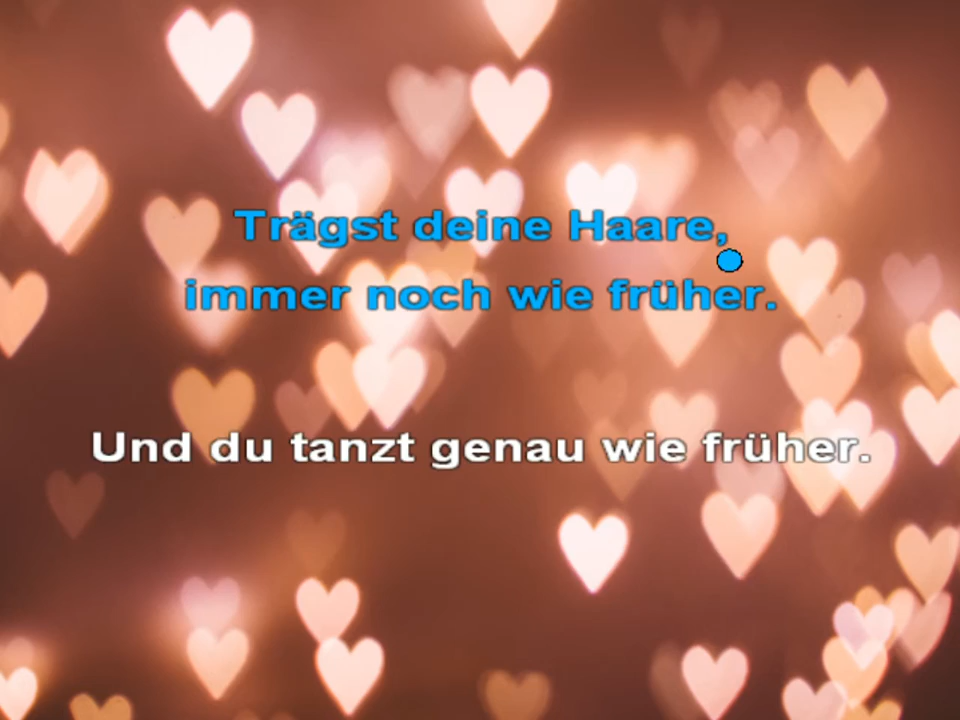 Trägst deine Haare,
immer noch wie früher.
Und du tanzt genau wie früher.